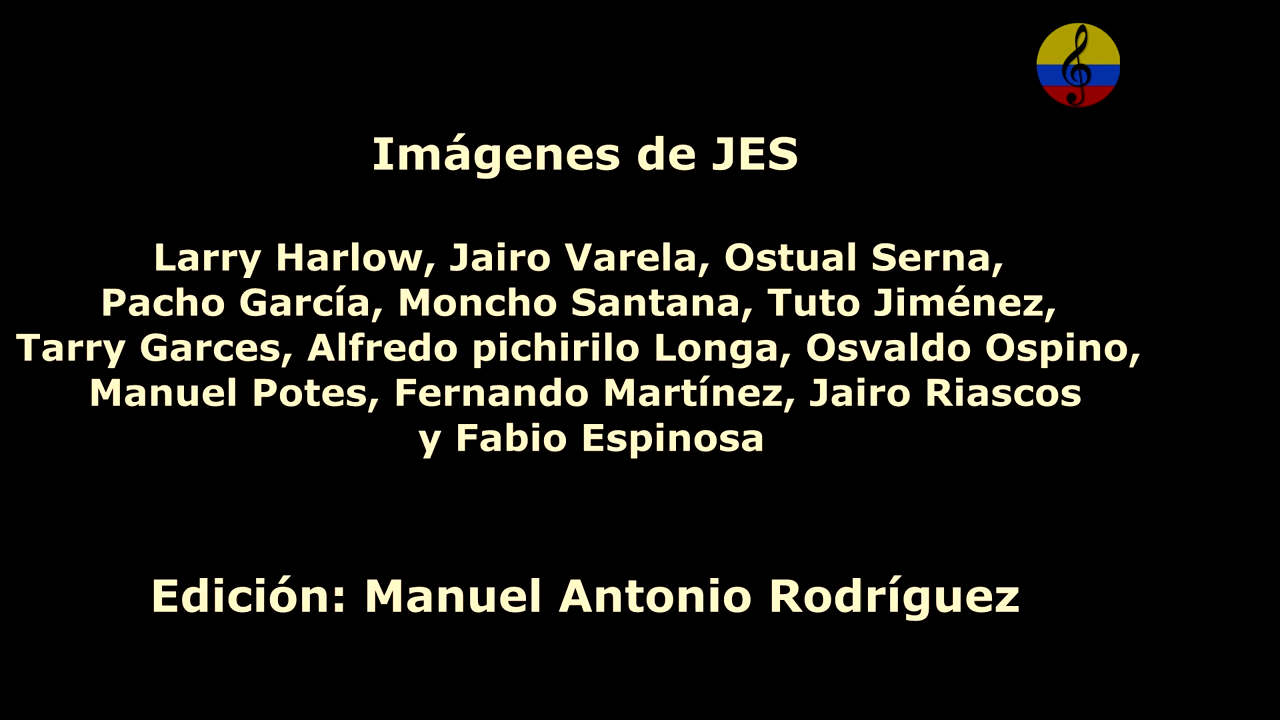 Imágenes de JES
Larry Harlow, Jairo Varela, Ostual Serna,
Pacho García, Moncho Santana, Tuto Jiménez,
Tarry Garces, Alfredo pichirilo Longa, Osvaldo Ospino,
Manuel Potes, Fernando Martínez, Jairo Riascos
y Fabio Espinosa
Edición: Manuel Antonio Rodríguez